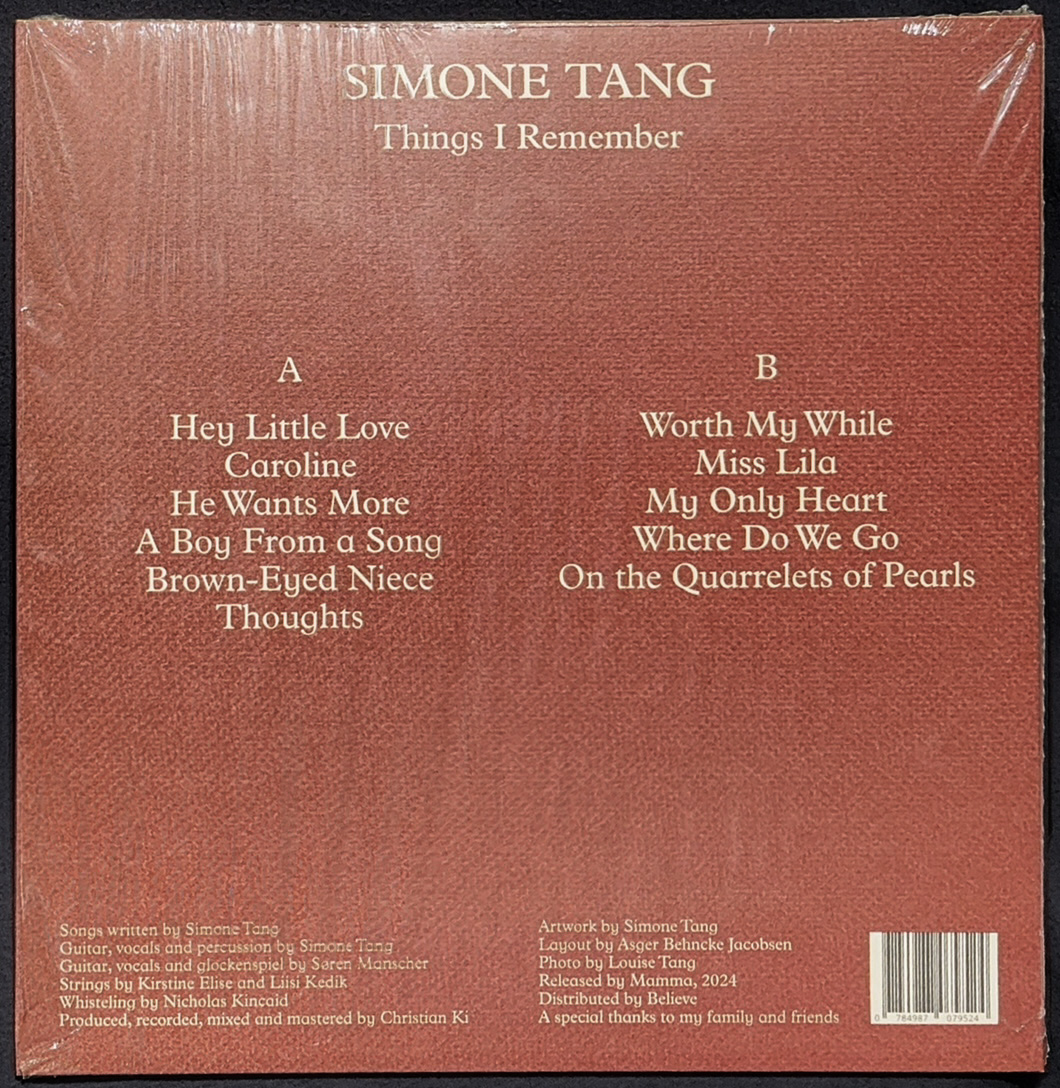 SIMONE TANG
Things I Remember
A
Hey Little Love
Caroline
He Wants More
A Boy From a Song
Brown-Eyed Niece
Thoughts
B
Worth My While
Miss Lila
My Only Heart
Where Do We Go
On the Quarrelets of Pearls
Songs written by Simone Tang
Guitar, vocals and percussion by Simone Tang
Guitar, vocals and glockenspiel by Søren Manscher
Strings by Kirstine Elise and Liisi Kedik
Whisteling by Nicholas Kincaid
Produced, recorded, mixed and mastered by Christian Ki
Artwork by Simone Tang
Layout by Asger Behncke Jacobsen
Photo by Louise Tang
Released by Mamma, 2024
Distributed by Believe
A special thanks to my family and friends
0 784987 079524